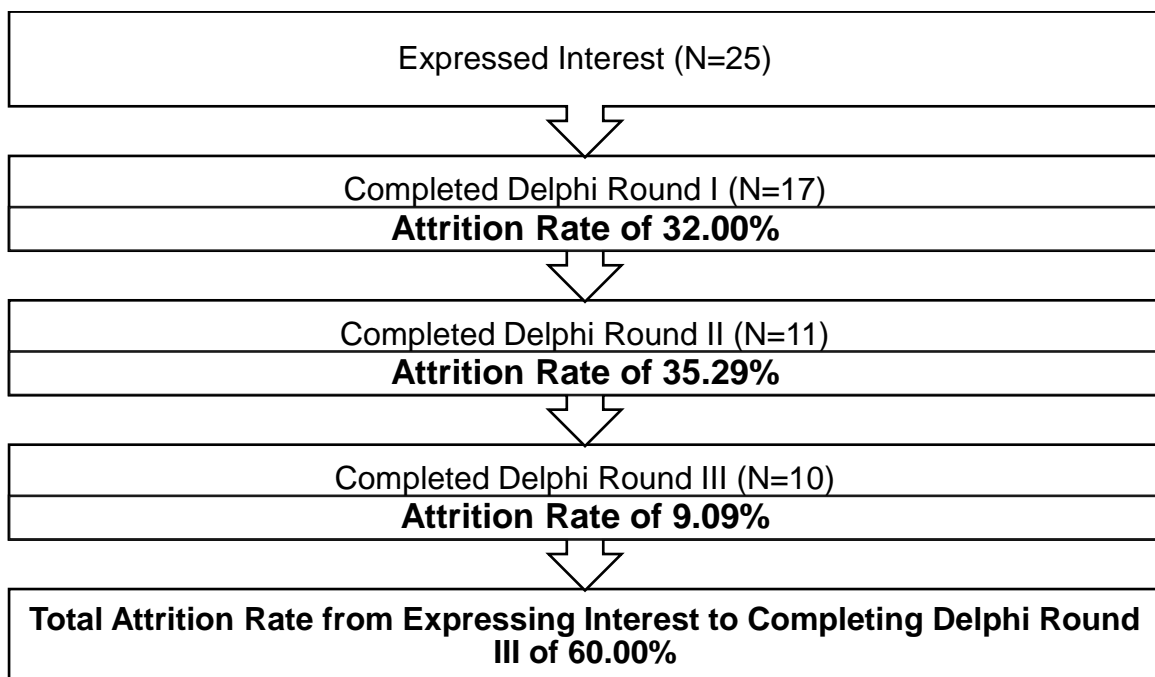 Expressed Interest (N=25)
Completed Delphi Round I (N=17)
Attrition Rate of 32.00%
Completed Delphi Round II (N=11)
Attrition Rate of 35.29%
Completed Delphi Round III (N=10)
Attrition Rate of 9.09%
Total Attrition Rate from Expressing Interest to Completing Delphi Round
III of 60.00%